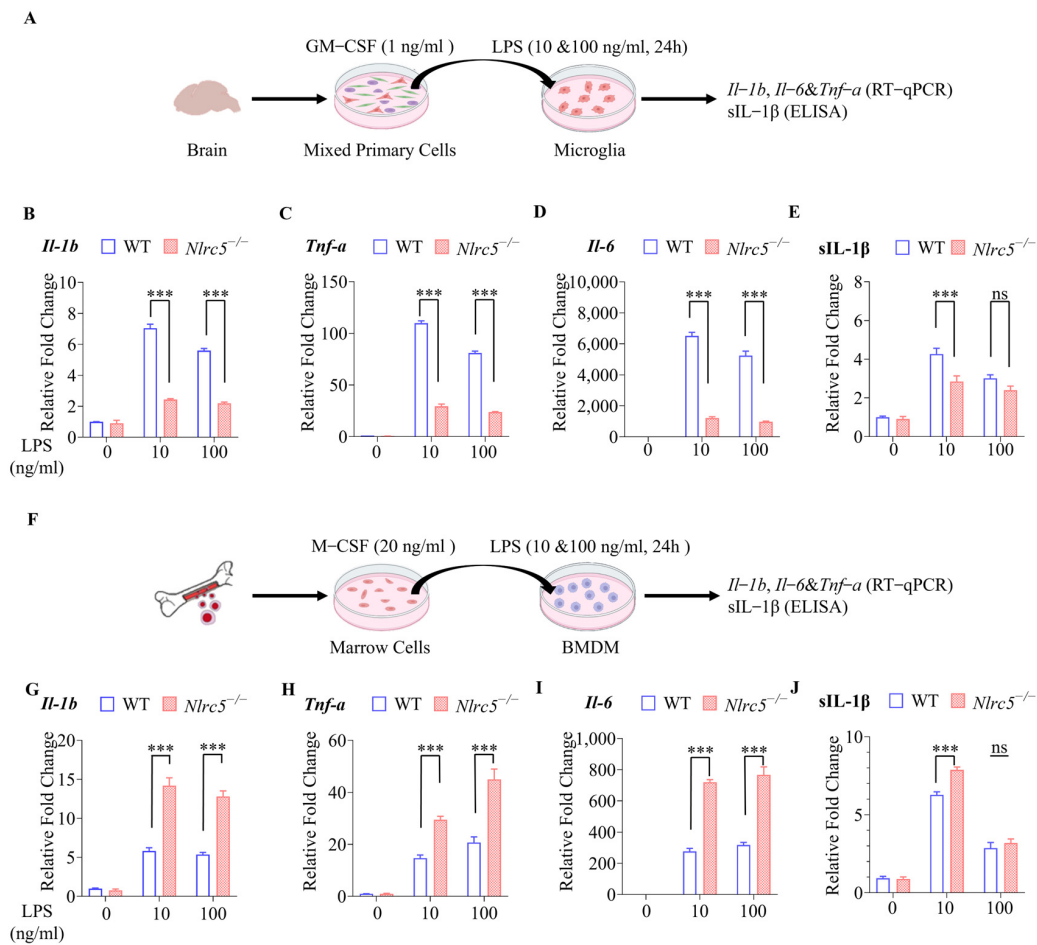 A
GM−CSF (1 ng/ml )
LPS (10 &100 ng/ml, 24h)
Il−1b, Il−6&Tnf−a (RT−qPCR)
sIL−1β (ELISA)
Brain
Mixed Primary Cells
Microglia
B
Il-1b
WT
Nlrc5−/−
Relative Fold Change
10
8
6
4
2
0
***
***
0
10
100
LPS
(ng/ml)
C
Tnf-a
WT
Nlrc5−/−
Relative Fold Change
150
100
50
0
***
***
0
10
100
D
Il-6
WT
Nlrc5−/−
Relative Fold Change
10,000
8,000
6,000
4,000
2,000
0
***
***
0
10
100
E
sIL-1β
WT
Nlrc5−/−
Relative Fold Change
8
6
4
2
0
***
ns
0
10
100
F
M−CSF (20 ng/ml )
LPS (10 &100 ng/ml, 24h )
Il−1b, Il−6&Tnf−a (RT−qPCR)
sIL−1β (ELISA)
Marrow Cells
BMDM
G
Il-1b
WT
Nlrc5−/−
Relative Fold Change
20
15
10
5
0
***
***
0
10
100
LPS
(ng/ml)
H
Tnf-a
WT
Nlrc5−/−
Relative Fold Change
60
40
20
0
***
***
0
10
100
I
Il-6
WT
Nlrc5−/−
Relative Fold Change
1,000
800
600
400
200
0
***
***
0
10
100
J
sIL-1β
WT
Nlrc5−/−
Relative Fold Change
10
5
0
***
ns
0
10
100